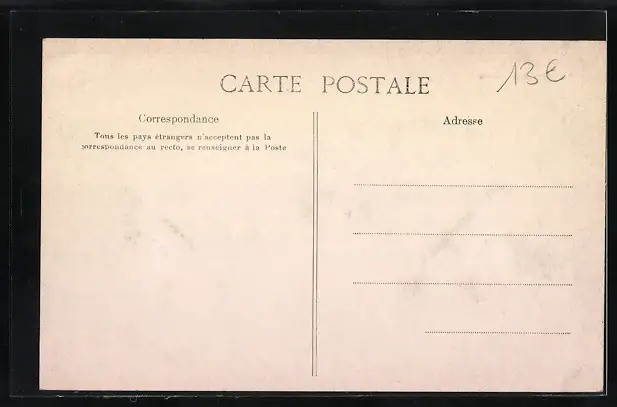 CARTE POSTALE
13€
Correspondance
Tous les pays étrangers n'acceptent pas la
correspondance au recto, se renseigner à la Poste
Adresse